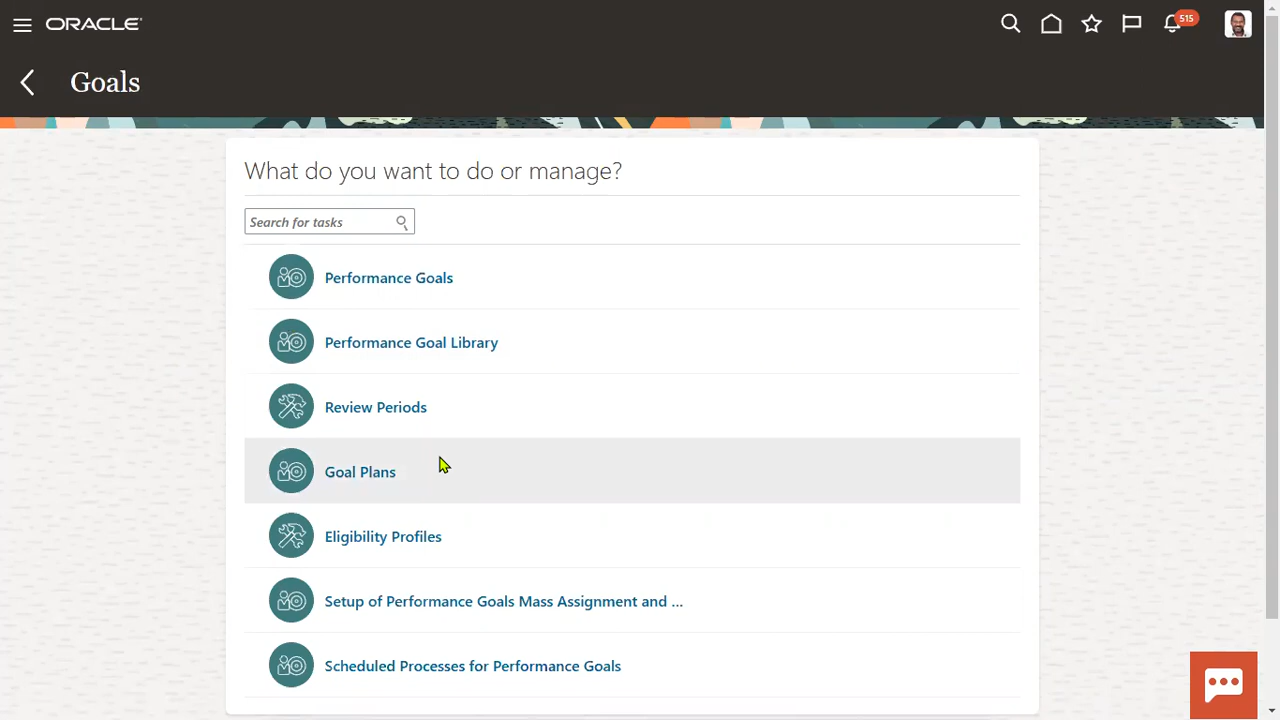 ORACLE
515
Goals
What do you want to do or manage?
Search for tasks
Performance Goals
Performance Goal Library
Review Periods
Goal Plans
Eligibility Profiles
Setup of Performance Goals Mass Assignment and ...
Scheduled Processes for Performance Goals